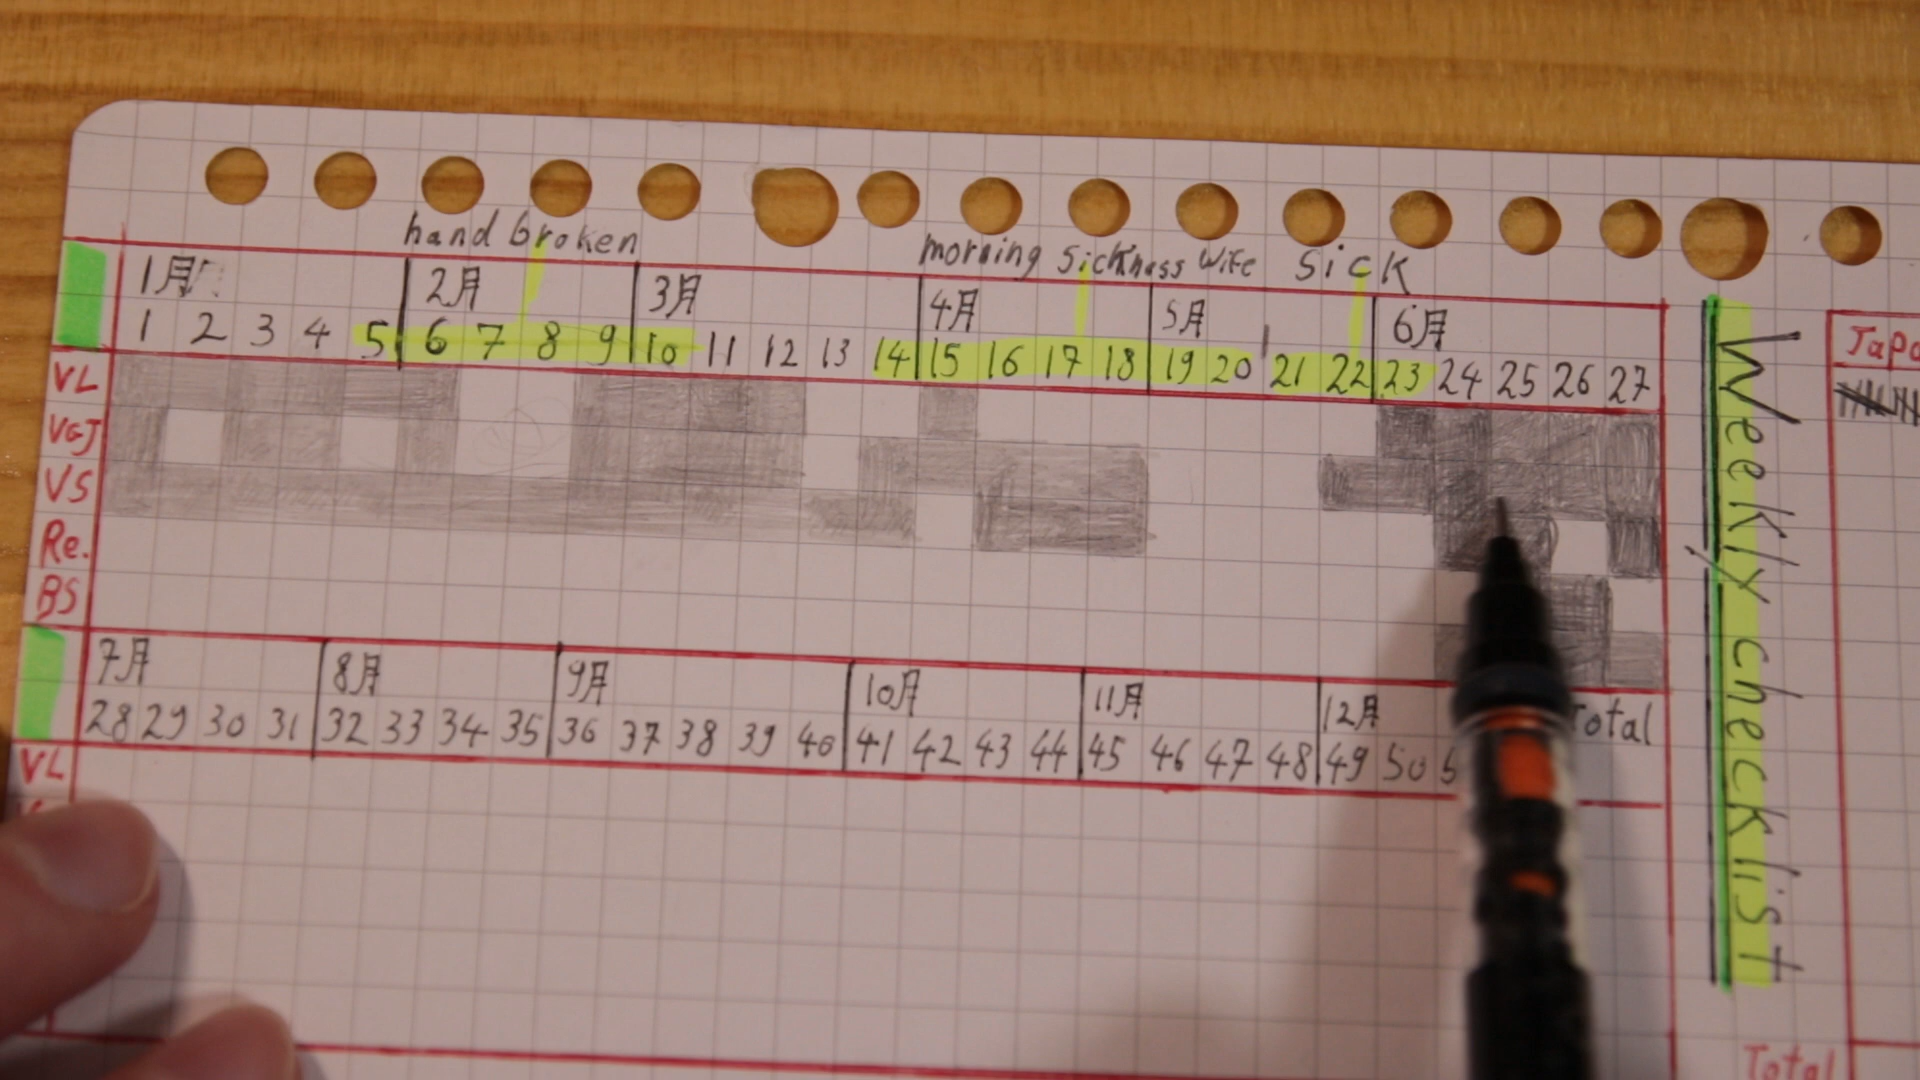 hand broken
morning sickness wife sick
1月 2月 3月 4月 5月 6月
1 2 3 4 5 6 7 8 9 10 11 12 13 14 15 16 17 18 19 20 21 22 23 24 25 26 27
VL
VGJ
VS
Re.
BS
7月 8月 9月 10月 11月 12月 Total
28 29 30 31 32 33 34 35 36 37 38 39 40 41 42 43 44 45 46 47 48 49 50
VL
Weekly checklist
Total